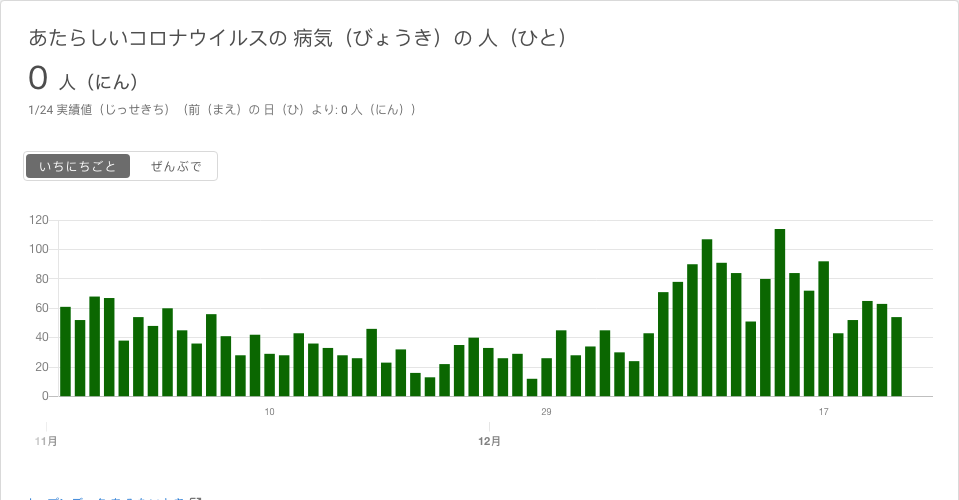 あたらしいコロナウイルスの 病気（びょうき）の 人（ひと）
0 人（にん）
1/24 実績値（じっせきち）（前（まえ）の 日（ひ）より: 0 人（にん））
いちにちごと ぜんぶで
120
100
80
60
40
20
0
10 29 17
11月 12月